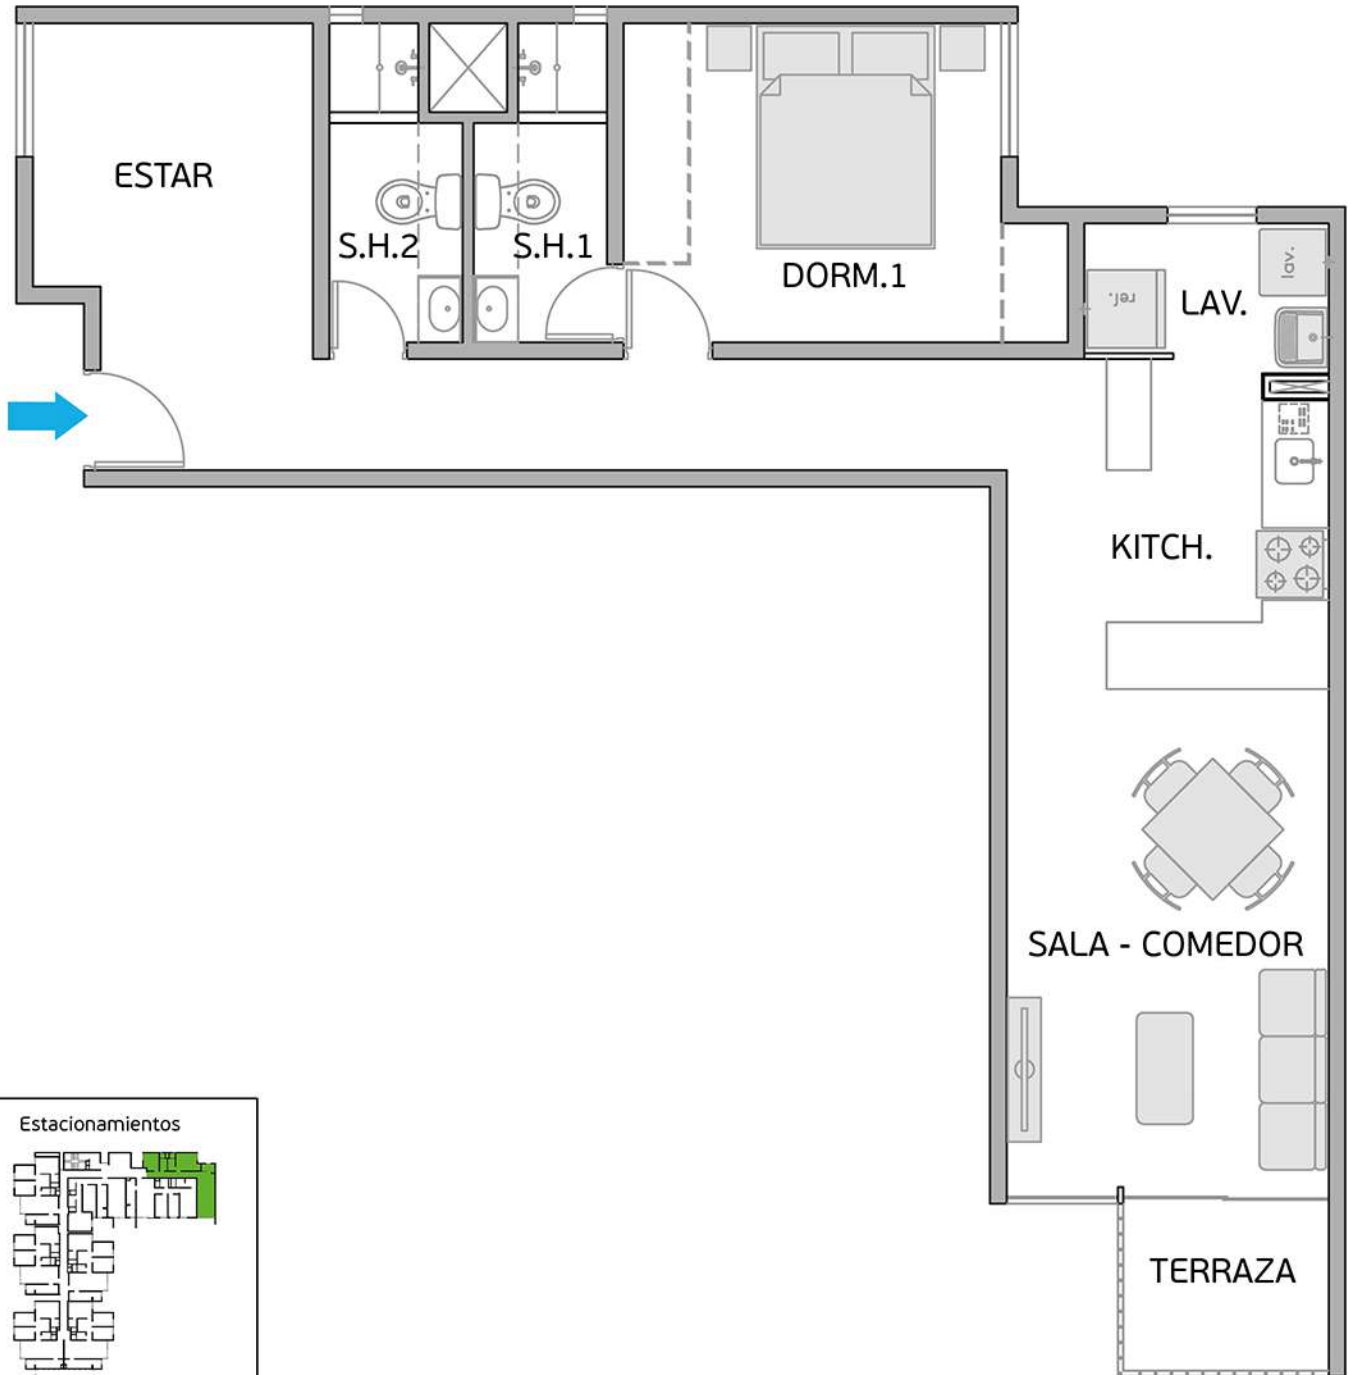 ESTAR
S.H.2
S.H.1
DORM.1
LAV.
lav.
ref.
KITCH.
SALA - COMEDOR
TERRAZA
Estacionamientos